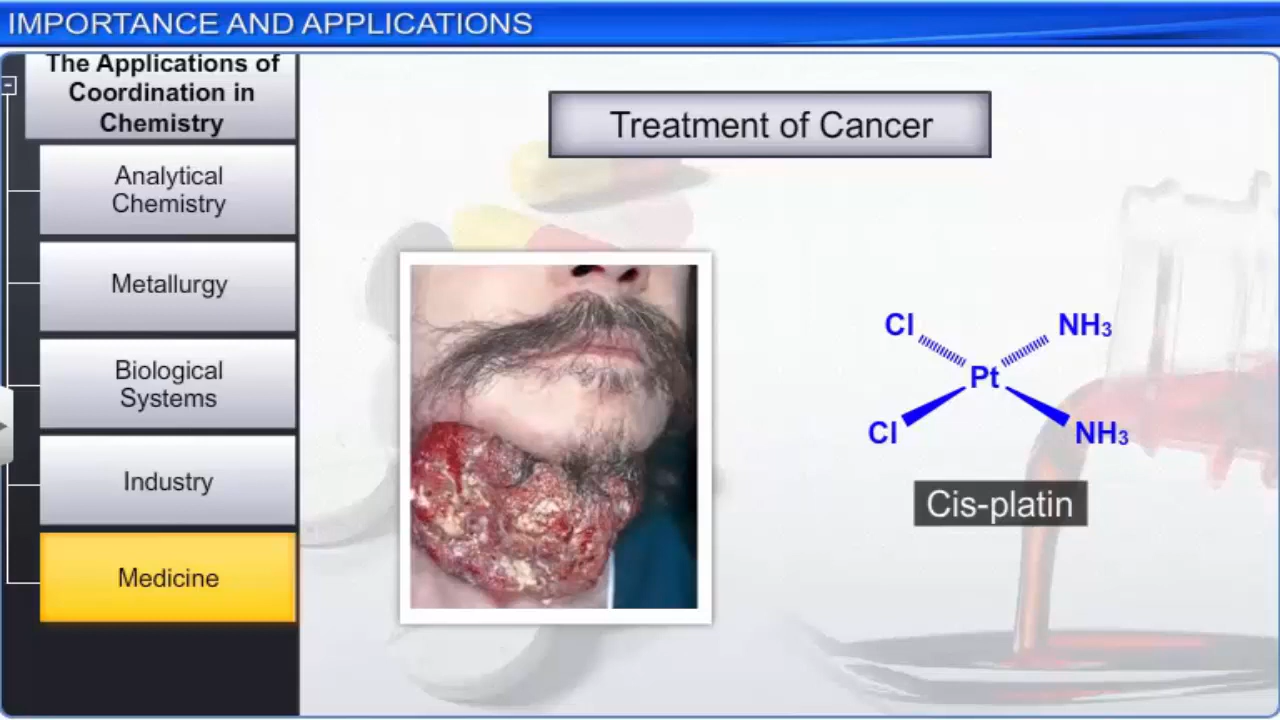 IMPORTANCE AND APPLICATIONS
The Applications of
Coordination in
Chemistry
Analytical
Chemistry
Metallurgy
Biological
Systems
Industry
Medicine
Treatment of Cancer
Cl NH₃
Pt
Cl NH₃
Cis-platin